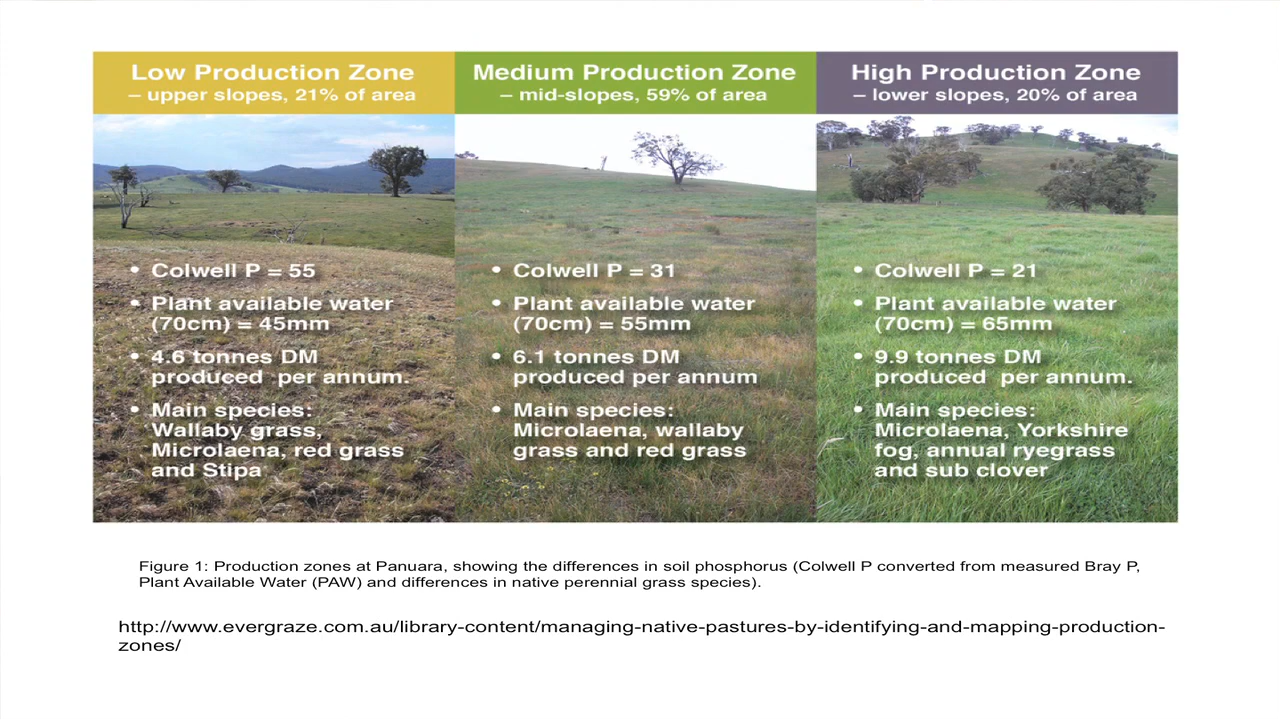 Low Production Zone
– upper slopes, 21% of area
• Colwell P = 55
• Plant available water
(70cm) = 45mm
• 4.6 tonnes DM
produced per annum.
• Main species:
Wallaby grass,
Microlaena, red grass
and Stipa
Medium Production Zone
– mid-slopes, 59% of area
• Colwell P = 31
• Plant available water
(70cm) = 55mm
• 6.1 tonnes DM
produced per annum
• Main species:
Microlaena, wallaby
grass and red grass
High Production Zone
– lower slopes, 20% of area
• Colwell P = 21
• Plant available water
(70cm) = 65mm
• 9.9 tonnes DM
produced per annum.
• Main species:
Microlaena, Yorkshire
fog, annual ryegrass
and sub clover
Figure 1: Production zones at Panuara, showing the differences in soil phosphorus (Colwell P converted from measured Bray P,
Plant Available Water (PAW) and differences in native perennial grass species).
http://www.evergraze.com.au/library-content/managing-native-pastures-by-identifying-and-mapping-production-
zones/